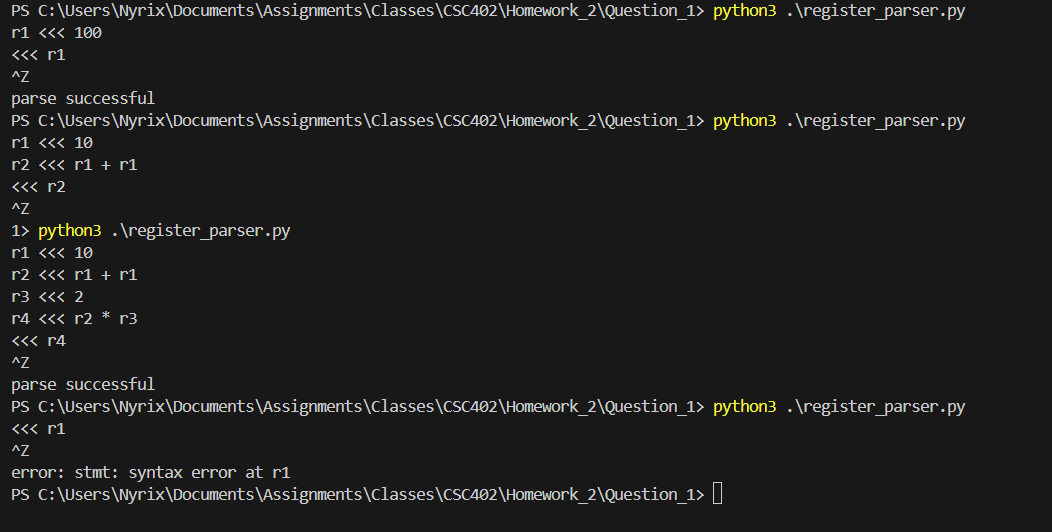 PS C:\Users\Nyrix\Documents\Assignments\Classes\CSC402\Homework_2\Question_1> python3 .\register_parser.py
r1 <<< 100
<<< r1
^Z
parse successful
PS C:\Users\Nyrix\Documents\Assignments\Classes\CSC402\Homework_2\Question_1> python3 .\register_parser.py
r1 <<< 10
r2 <<< r1 + r1
<<< r2
^Z
1> python3 .\register_parser.py
r1 <<< 10
r2 <<< r1 + r1
r3 <<< 2
r4 <<< r2 * r3
<<< r4
^Z
parse successful
PS C:\Users\Nyrix\Documents\Assignments\Classes\CSC402\Homework_2\Question_1> python3 .\register_parser.py
<<< r1
^Z
error: stmt: syntax error at r1
PS C:\Users\Nyrix\Documents\Assignments\Classes\CSC402\Homework_2\Question_1>